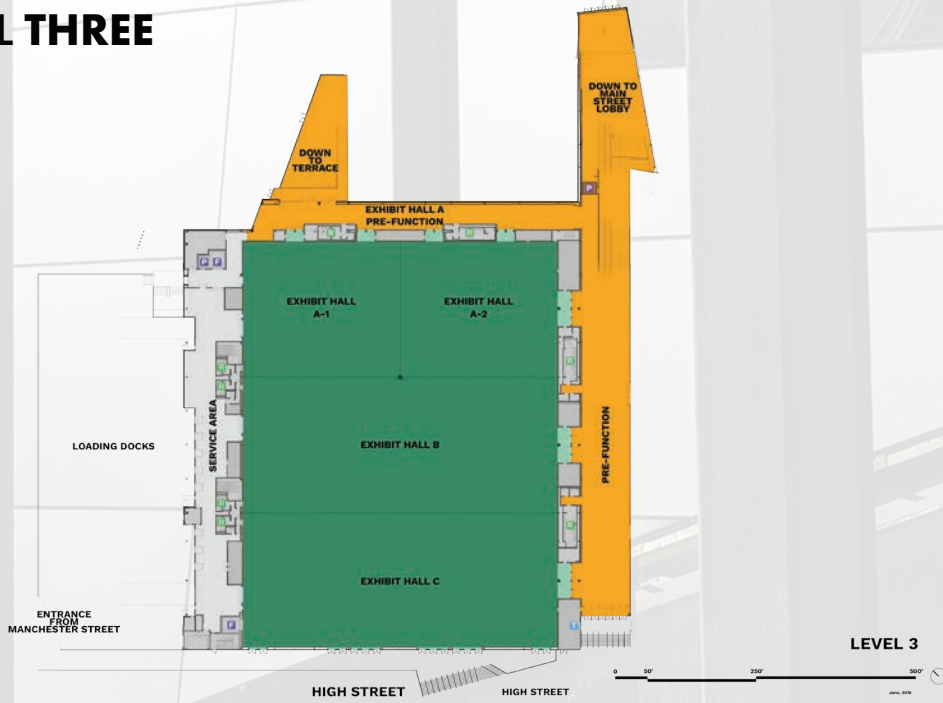 L THREE
DOWN TO
MAIN
STREET
LOBBY
DOWN
TO
TERRACE
P
EXHIBIT HALL A
PRE-FUNCTION
R
R
P F
EXHIBIT HALL
A-1
EXHIBIT HALL
A-2
R
R
R
SERVICE AREA
LOADING DOCKS
EXHIBIT HALL B
PRE-FUNCTION
R
R
R
EXHIBIT HALL C
ENTRANCE
FROM
MANCHESTER STREET
F
T
LEVEL 3
0 50' 250' 500'
HIGH STREET
HIGH STREET
June, 2016